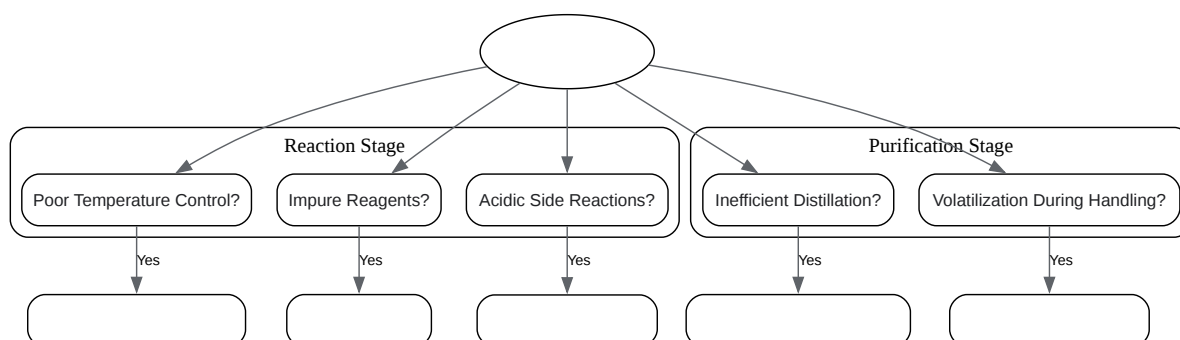 Reaction Stage
Purification Stage
Poor Temperature Control?
Impure Reagents?
Acidic Side Reactions?
Inefficient Distillation?
Volatilization During Handling?
Yes
Yes
Yes
Yes
Yes